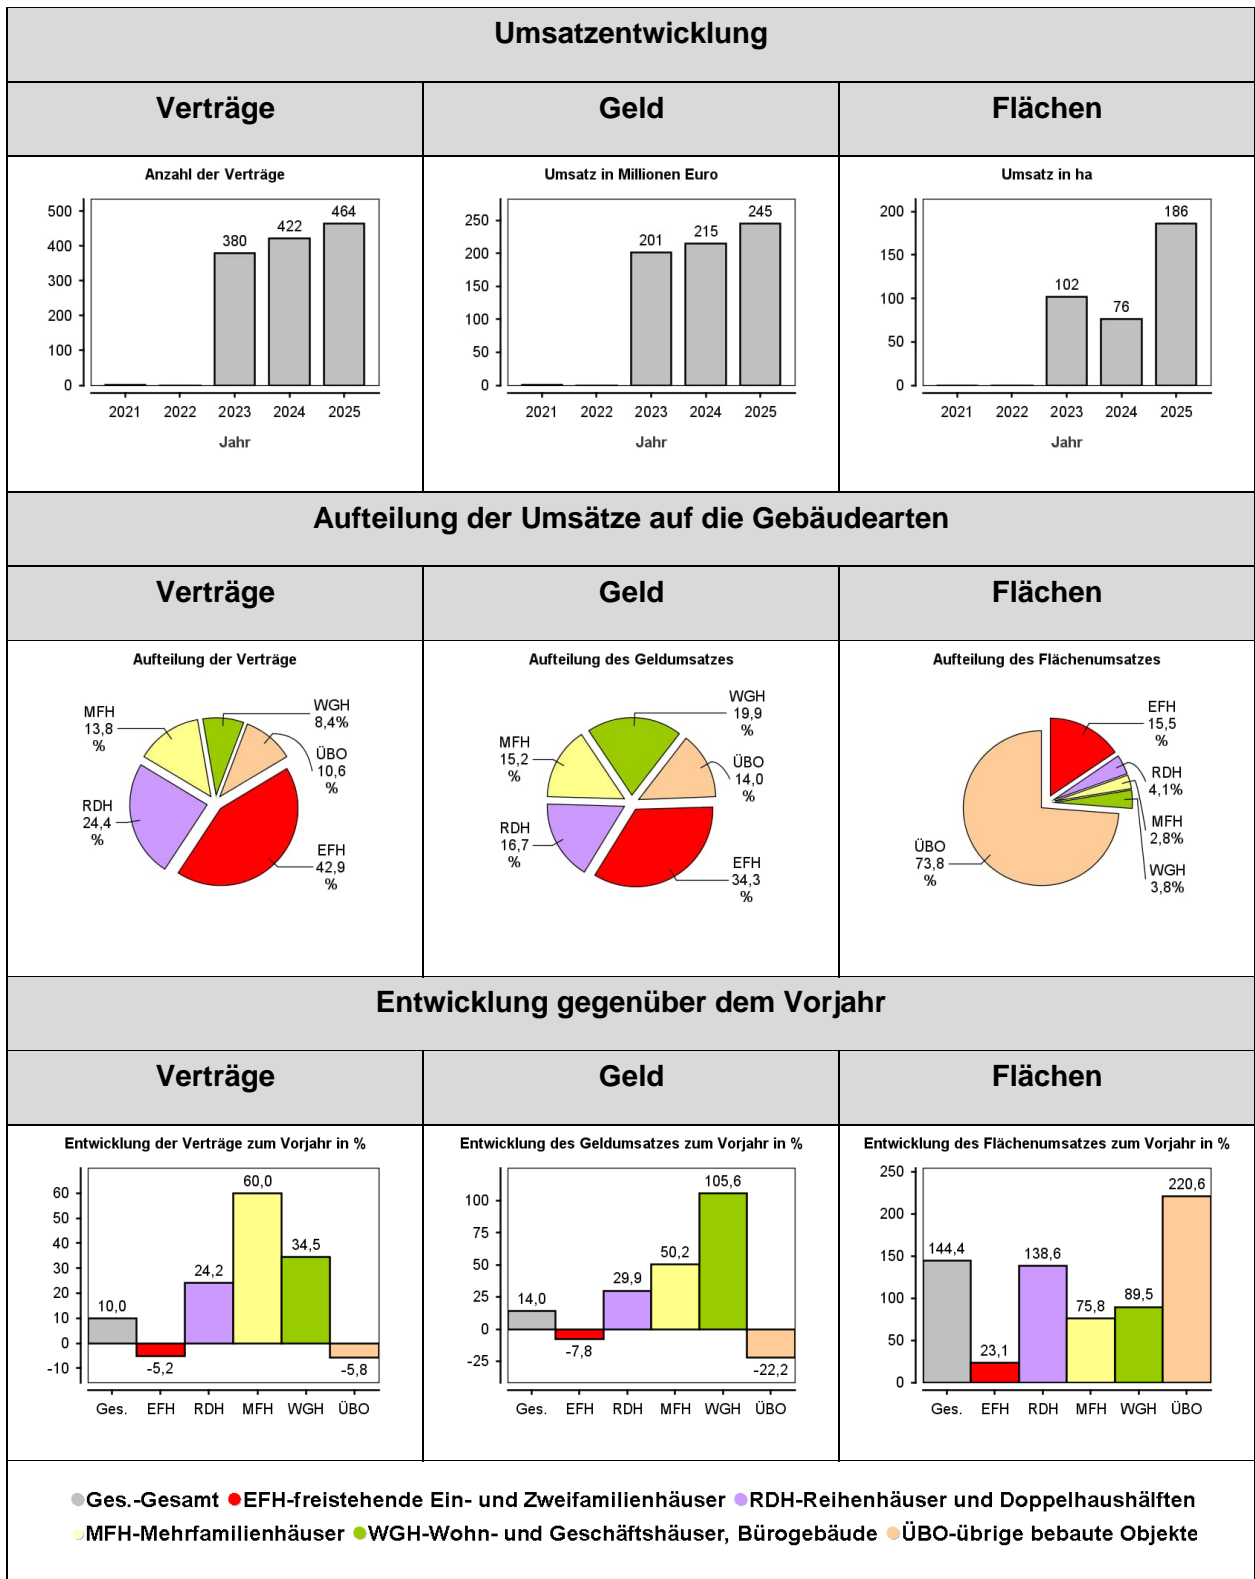 Umsatzentwicklung
Verträge
Geld
Flächen
Anzahl der Verträge
500
400
300
200
100
0
380
422
464
2021 2022 2023 2024 2025
Jahr
Umsatz in Millionen Euro
250
200
150
100
50
0
201
215
245
2021 2022 2023 2024 2025
Jahr
Umsatz in ha
200
150
100
50
0
102
76
186
2021 2022 2023 2024 2025
Jahr
Aufteilung der Umsätze auf die Gebäudearten
Verträge
Geld
Flächen
Aufteilung der Verträge
MFH
13,8
%
WGH
8,4%
ÜBO
10,6
%
RDH
24,4
%
EFH
42,9
%
Aufteilung des Geldumsatzes
WGH
19,9
%
MFH
15,2
%
ÜBO
14,0
%
RDH
16,7
%
EFH
34,3
%
Aufteilung des Flächenumsatzes
EFH
15,5
%
RDH
4,1%
MFH
2,8%
WGH
3,8%
ÜBO
73,8
%
Entwicklung gegenüber dem Vorjahr
Verträge
Geld
Flächen
Entwicklung der Verträge zum Vorjahr in %
60
50
40
30
20
10
0
-10
10,0
-5,2
24,2
60,0
34,5
-5,8
Ges. EFH RDH MFH WGH ÜBO
Entwicklung des Geldumsatzes zum Vorjahr in %
100
75
50
25
0
-25
14,0
-7,8
29,9
50,2
105,6
-22,2
Ges. EFH RDH MFH WGH ÜBO
Entwicklung des Flächenumsatzes zum Vorjahr in %
250
200
150
100
50
0
144,4
23,1
138,6
75,8
89,5
220,6
Ges. EFH RDH MFH WGH ÜBO
Ges.-Gesamt EFH-freistehende Ein- und Zweifamilienhäuser RDH-Reihenhäuser und Doppelhaushälften
MFH-Mehrfamilienhäuser WGH-Wohn- und Geschäftshäuser, Bürogebäude ÜBO-übrige bebaute Objekte